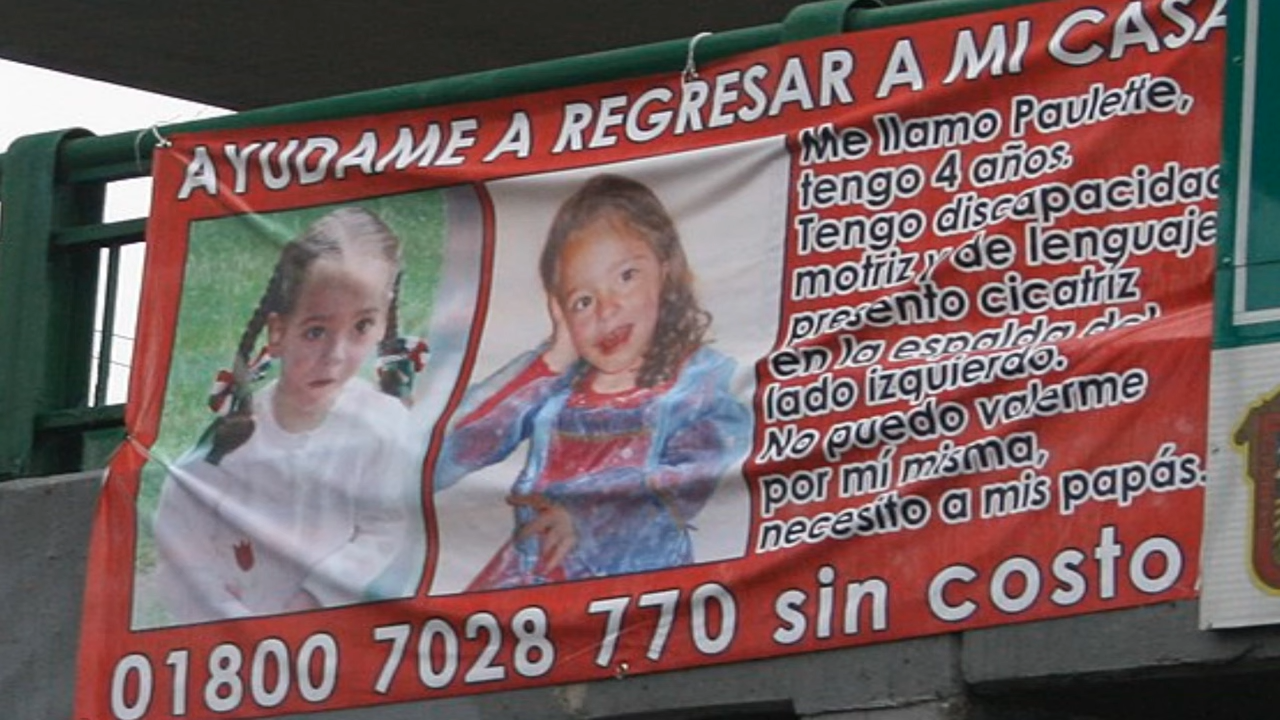 AYUDAME A REGRESAR A MI CASA
Me llamo Paulette,
tengo 4 años.
Tengo discapacidad
motriz y de lenguaje
presento cicatriz
en la espalda del
lado izquierdo.
No puedo valerme
por mí misma,
necesito a mis papás.
01800 7028 770 sin costo